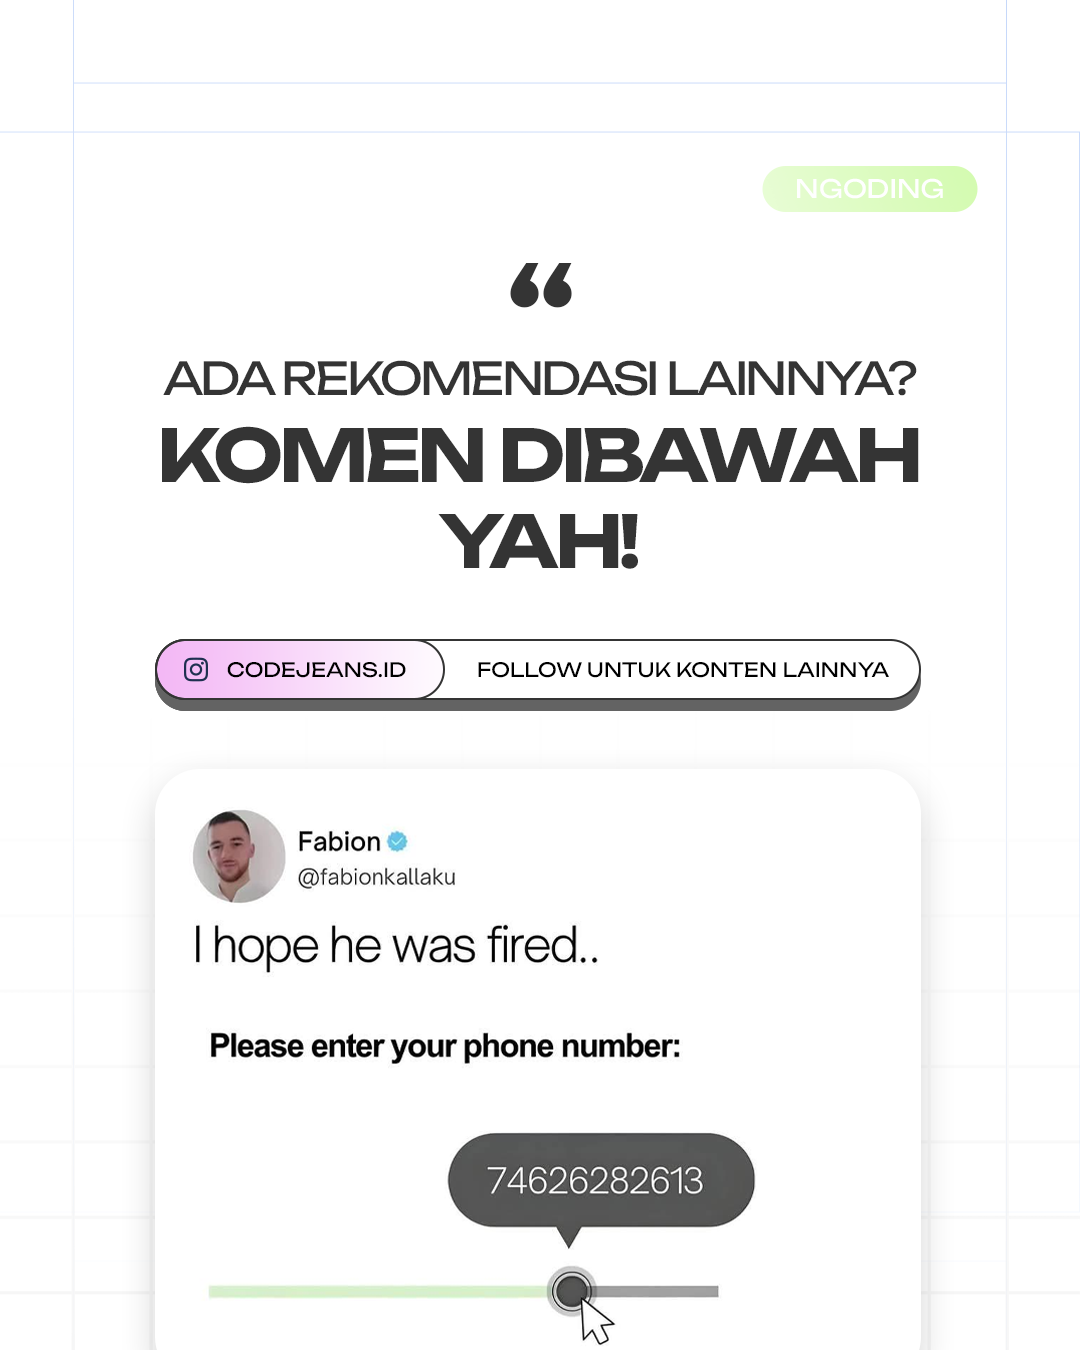 NGODING
“
ADA REKOMENDASI LAINNYA?
KOMEN DIBAWAH
YAH!
CODEJEANS.ID
FOLLOW UNTUK KONTEN LAINNYA
Fabion
@fabionkallaku
I hope he was fired..
Please enter your phone number:
74626282613